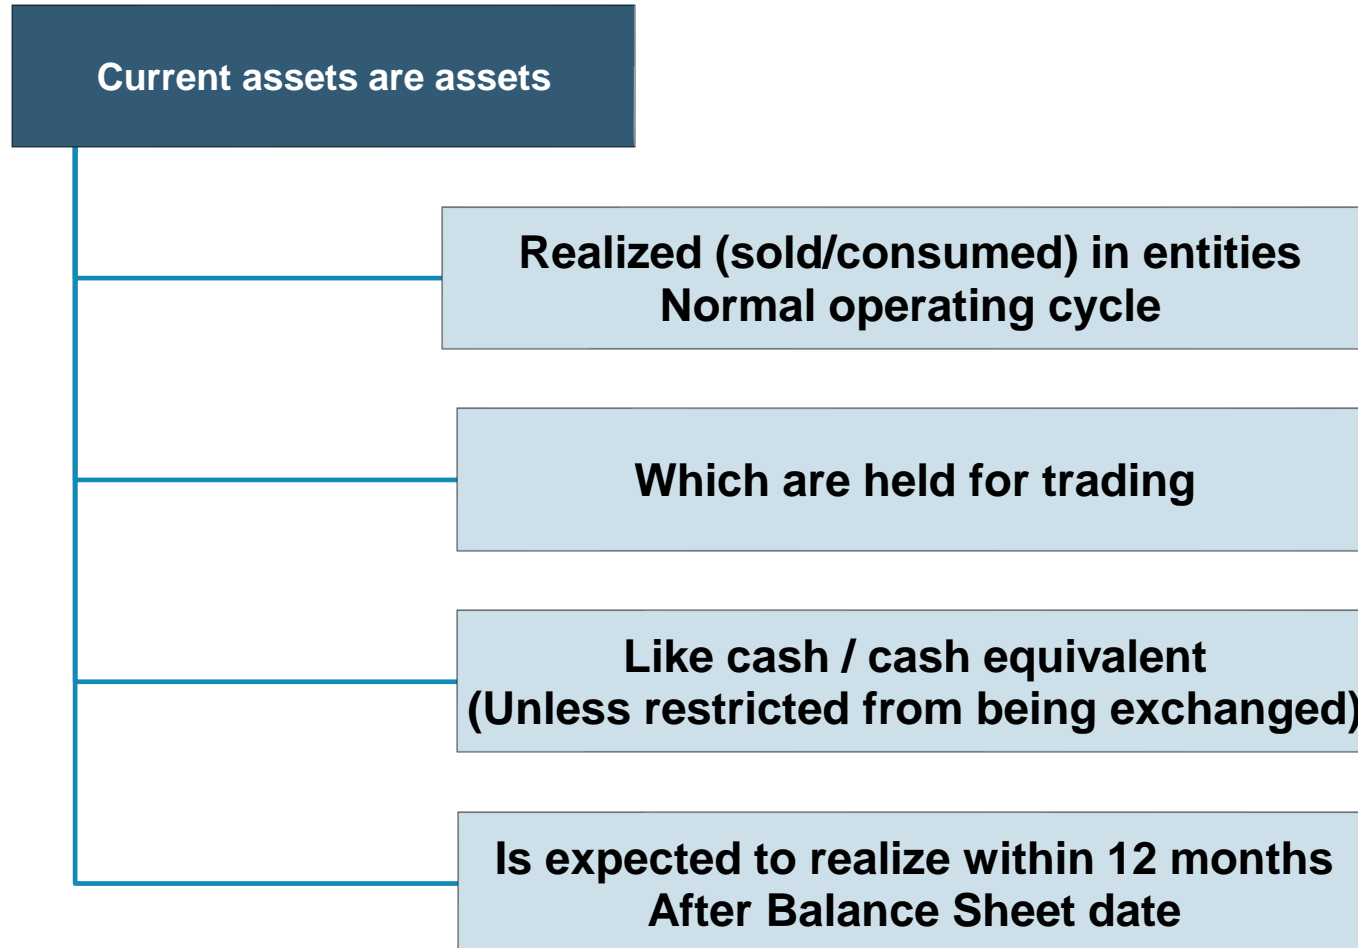 Current assets are assets
Realized (sold/consumed) in entities
Normal operating cycle
Which are held for trading
Like cash / cash equivalent
(Unless restricted from being exchanged)
Is expected to realize within 12 months
After Balance Sheet date